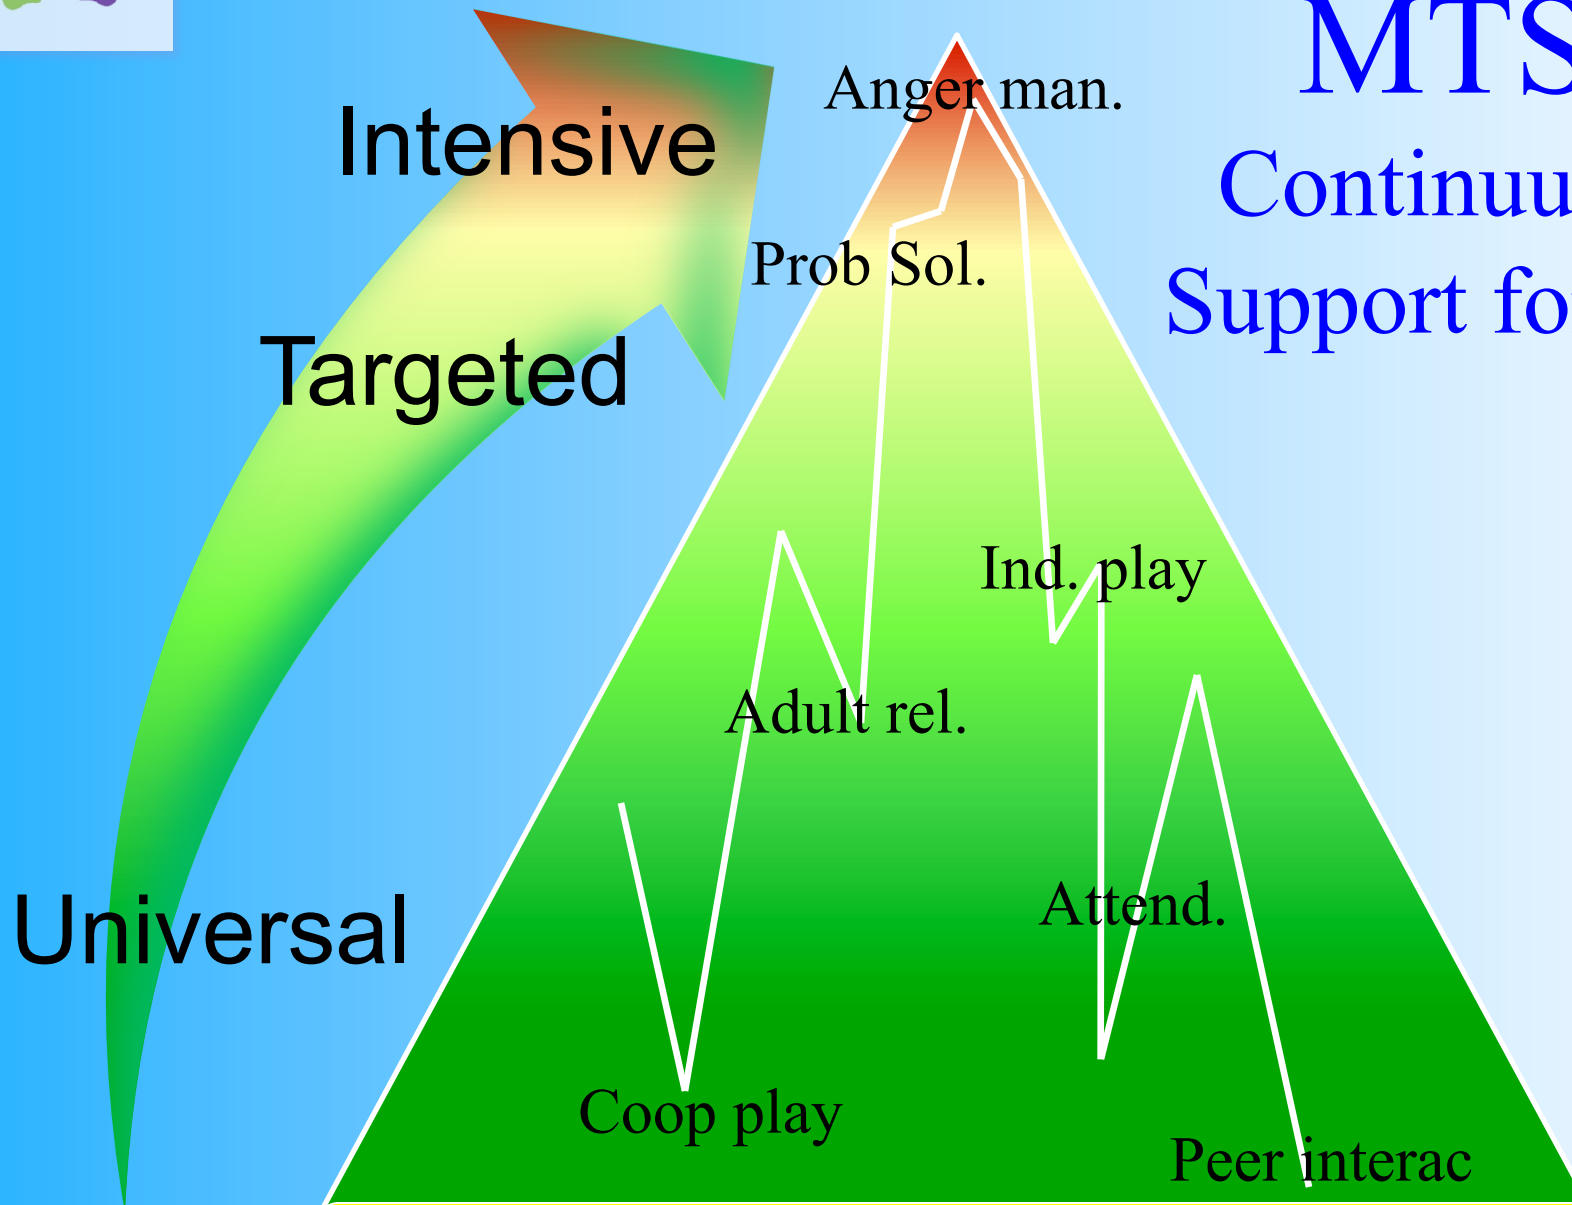 MTS
Anger man.
Intensive
Continuu
Prob Sol.
Support fo
Targeted
Ind. play
Adult rel.
Attend.
Universal
Coop play
Peer interac